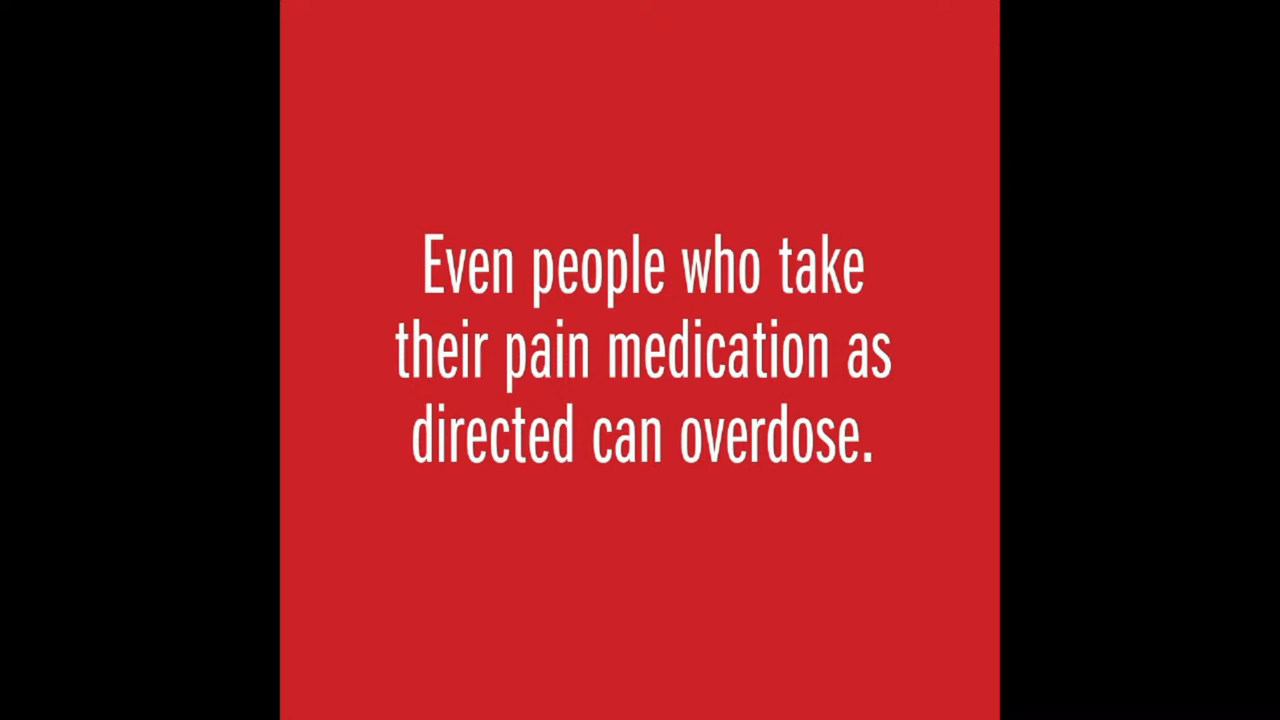 Even people who take
their pain medication as
directed can overdose.